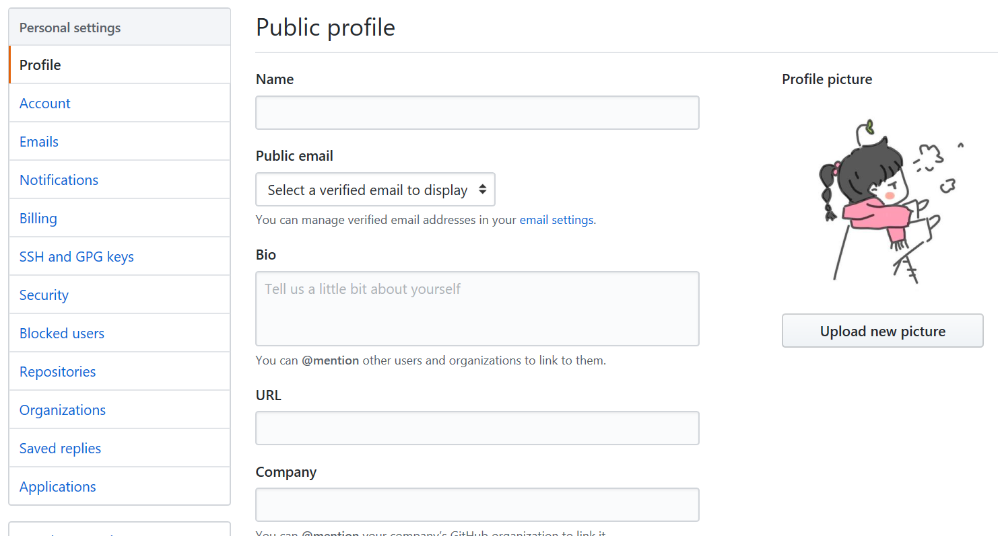 Personal settings
Profile
Account
Emails
Notifications
Billing
SSH and GPG keys
Security
Blocked users
Repositories
Organizations
Saved replies
Applications
Public profile
Name
Public email
Select a verified email to display
You can manage verified email addresses in your email settings.
Bio
Tell us a little bit about yourself
You can @mention other users and organizations to link to them.
URL
Company
You can @mention your company's GitHub organization to link it.
Profile picture
Upload new picture